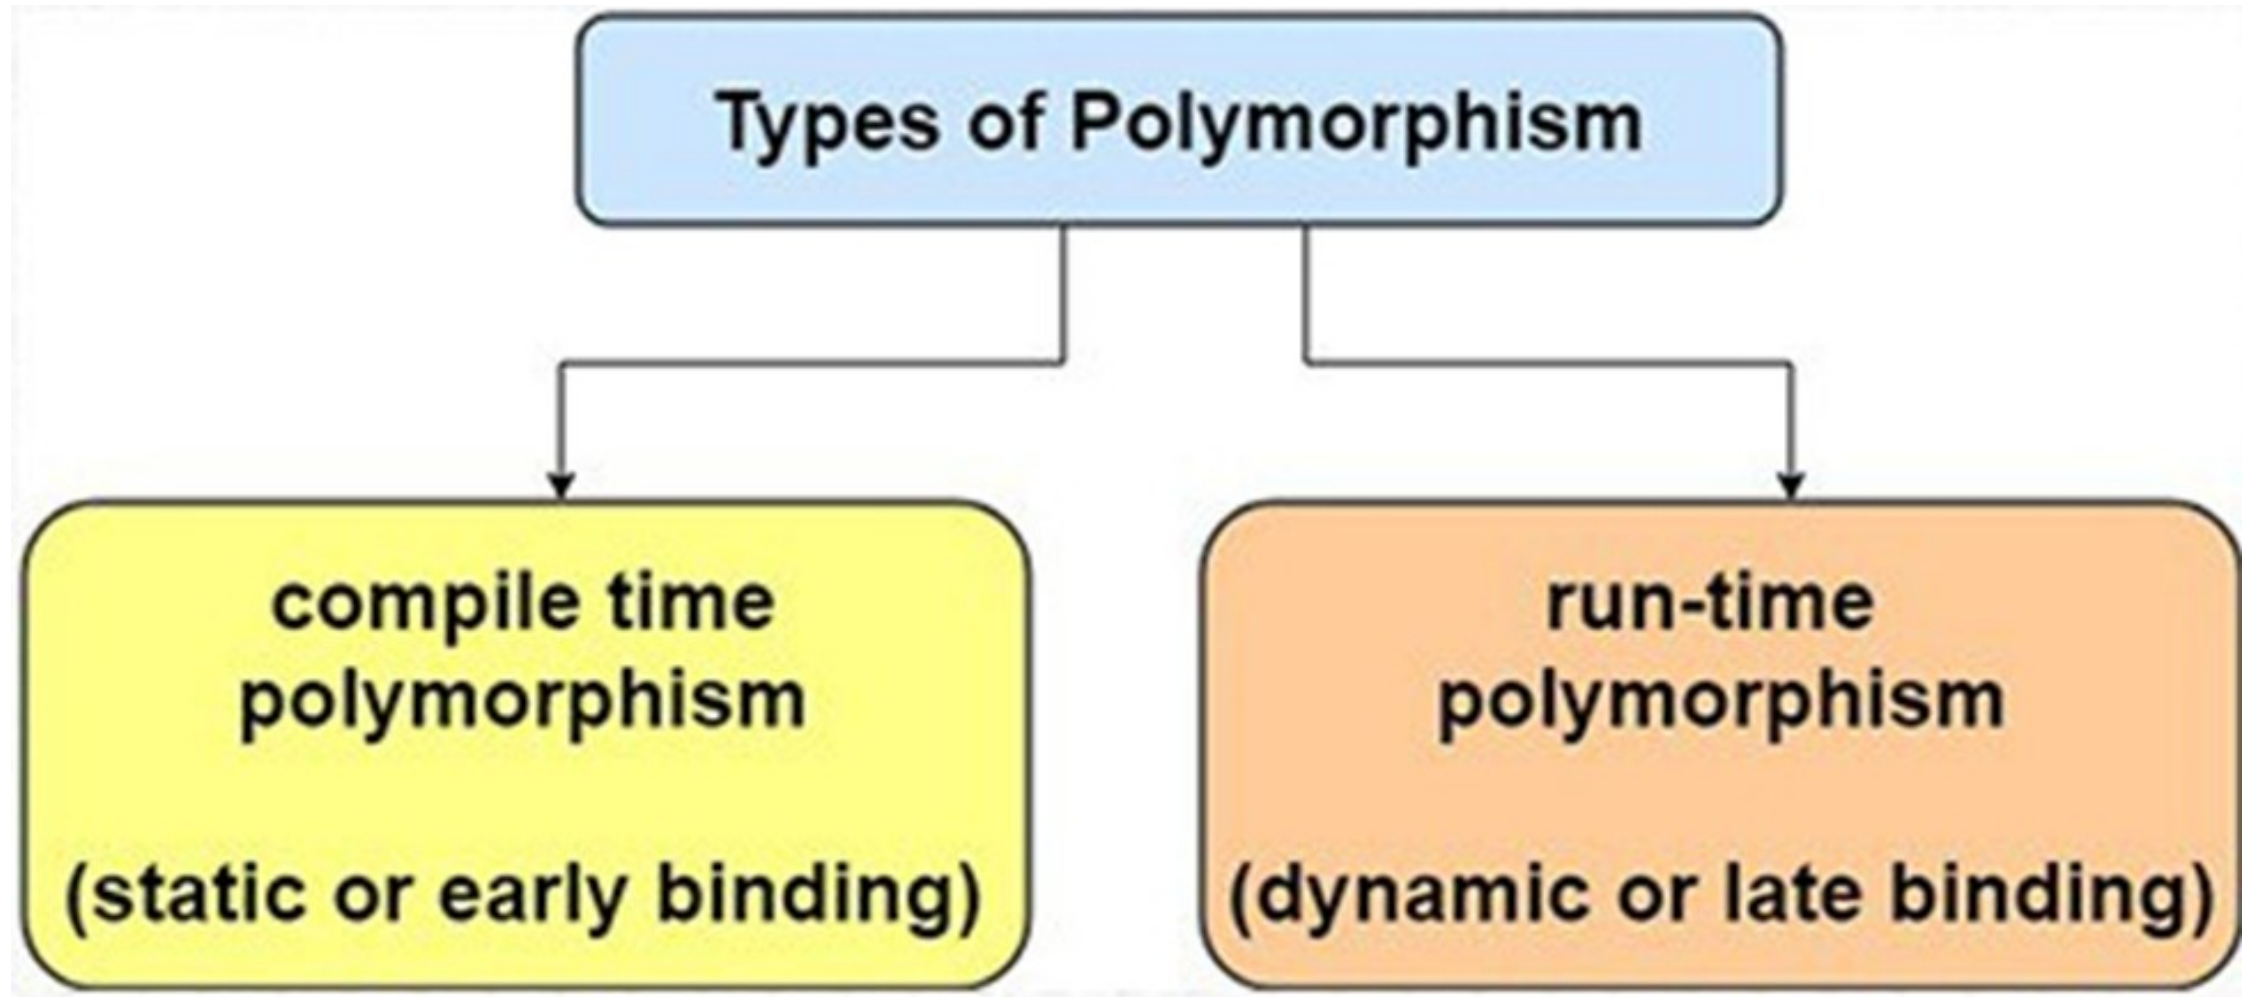 Types of Polymorphism
compile time
polymorphism
(static or early binding)
run-time
polymorphism
(dynamic or late binding)